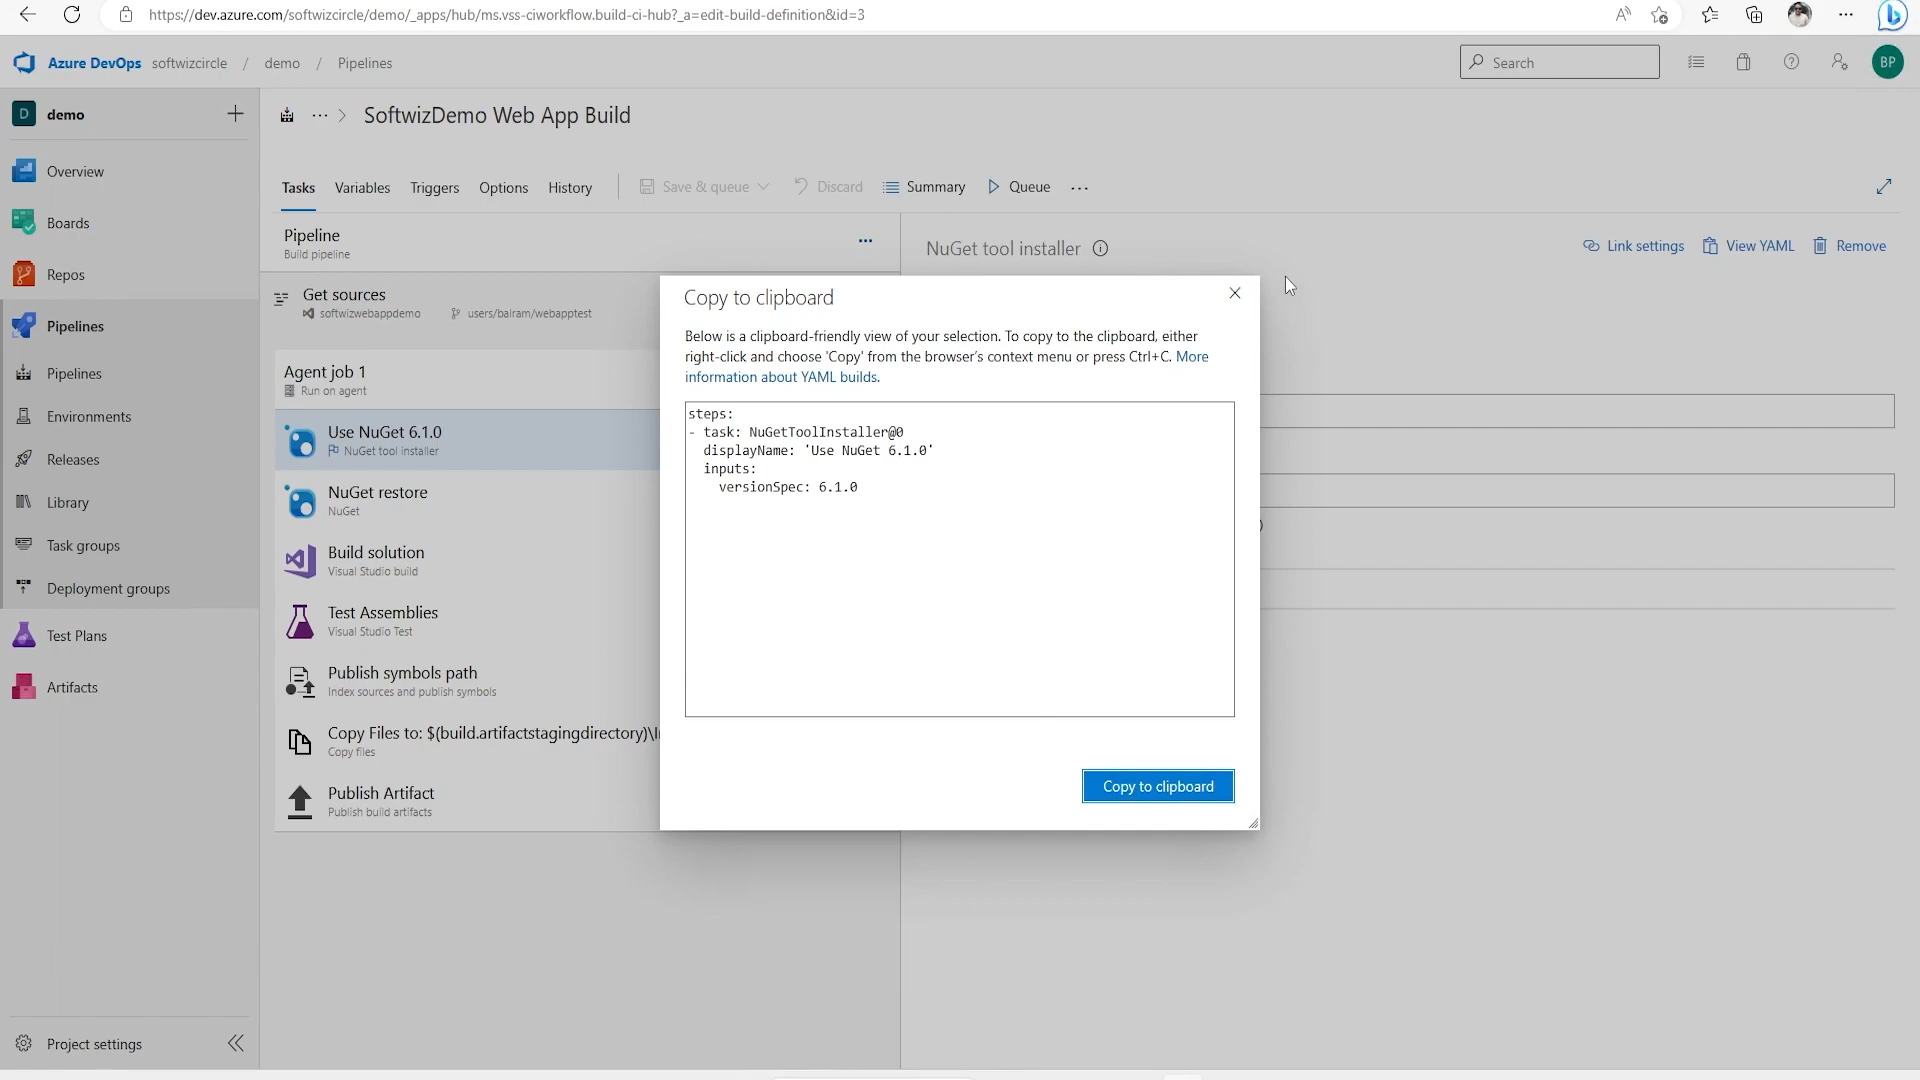 https://dev.azure.com/softwizcircle/demo/_apps/hub/ms.vss-ciworkflow.build-ci-hub?_a=edit-build-definition&id=3
Azure DevOps softwizcircle / demo / Pipelines
Search
BP
D demo
Overview
Boards
Repos
Pipelines
Pipelines
Environments
Releases
Library
Task groups
Deployment groups
Test Plans
Artifacts
Project settings
SoftwizDemo Web App Build
Tasks Variables Triggers Options History Save & queue Discard Summary Queue
Pipeline
Build pipeline
Get sources
softwizwebappdemo users/balram/webapptest
Agent job 1
Run on agent
Use NuGet 6.1.0
NuGet tool installer
NuGet restore
NuGet
Build solution
Visual Studio build
Test Assemblies
Visual Studio Test
Publish symbols path
Index sources and publish symbols
Copy Files to: $(build.artifactstagingdirectory)\
Copy files
Publish Artifact
Publish build artifacts
NuGet tool installer
Link settings View YAML Remove
Copy to clipboard
Below is a clipboard-friendly view of your selection. To copy to the clipboard, either
right-click and choose 'Copy' from the browser's context menu or press Ctrl+C. More
information about YAML builds.
steps:
- task: NuGetToolInstaller@0
displayName: 'Use NuGet 6.1.0'
inputs:
versionSpec: 6.1.0
Copy to clipboard